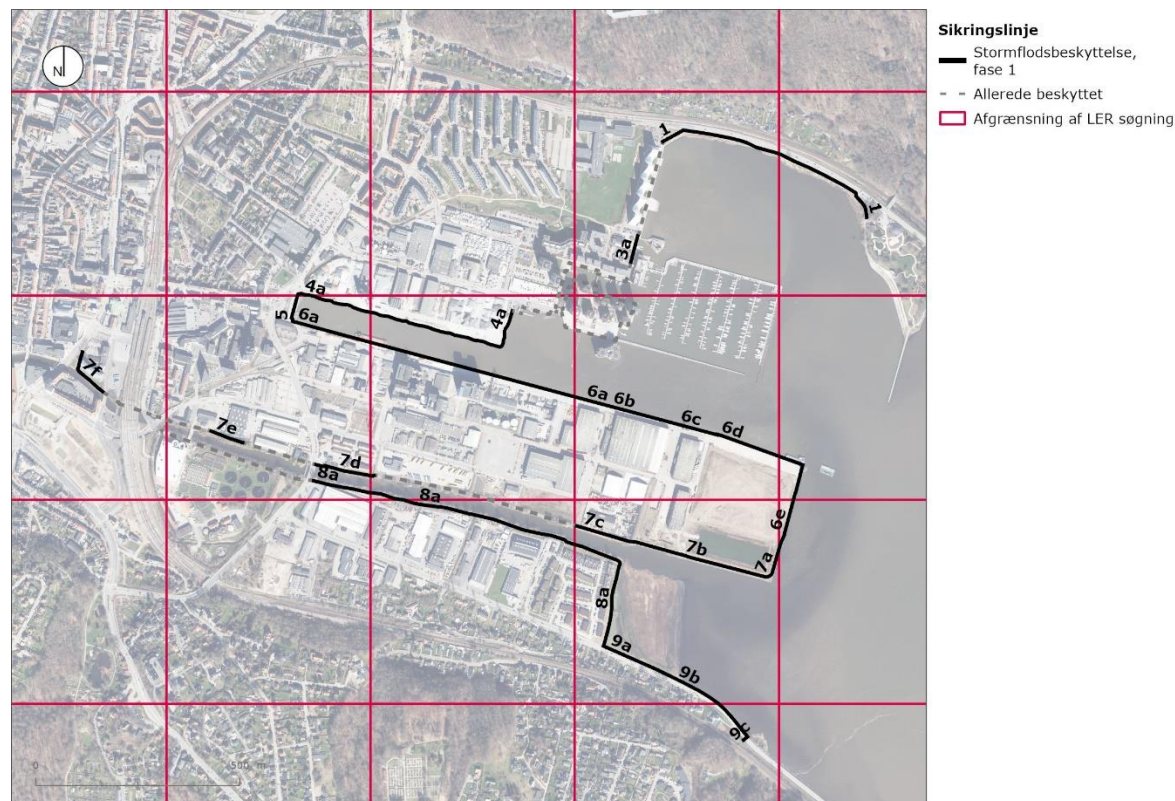 Sikringslinje
Stormflodsbeskyttelse,
fase 1
Allerede beskyttet
Afgrænsning af LER søgning
N
1
1
3a
4a
4a
5
6a
6a 6b
6c
6d
6e
7f
7e
7d
8a
8a
7c
7b
7a
8a
9a
9b
9c
0
500 m